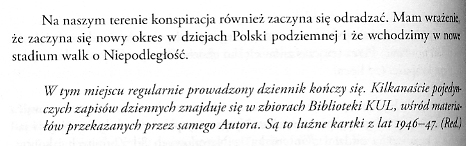 Na naszym terenie konspiracja również zaczyna się odradzać. Mam wrażenie,
że zaczyna się nowy okres w dziejach Polski podziemnej i że wchodzimy w nowe
stadium walk o Niepodległość.
W tym miejscu regularnie prowadzony dziennik kończy się. Kilkanaście pojedyn-
czych zapisów dziennych znajduje się w zbiorach Biblioteki KUL, wśród materia-
łów przekazanych przez samego Autora. Są to luźne kartki z lat 1946–47. (Red.)